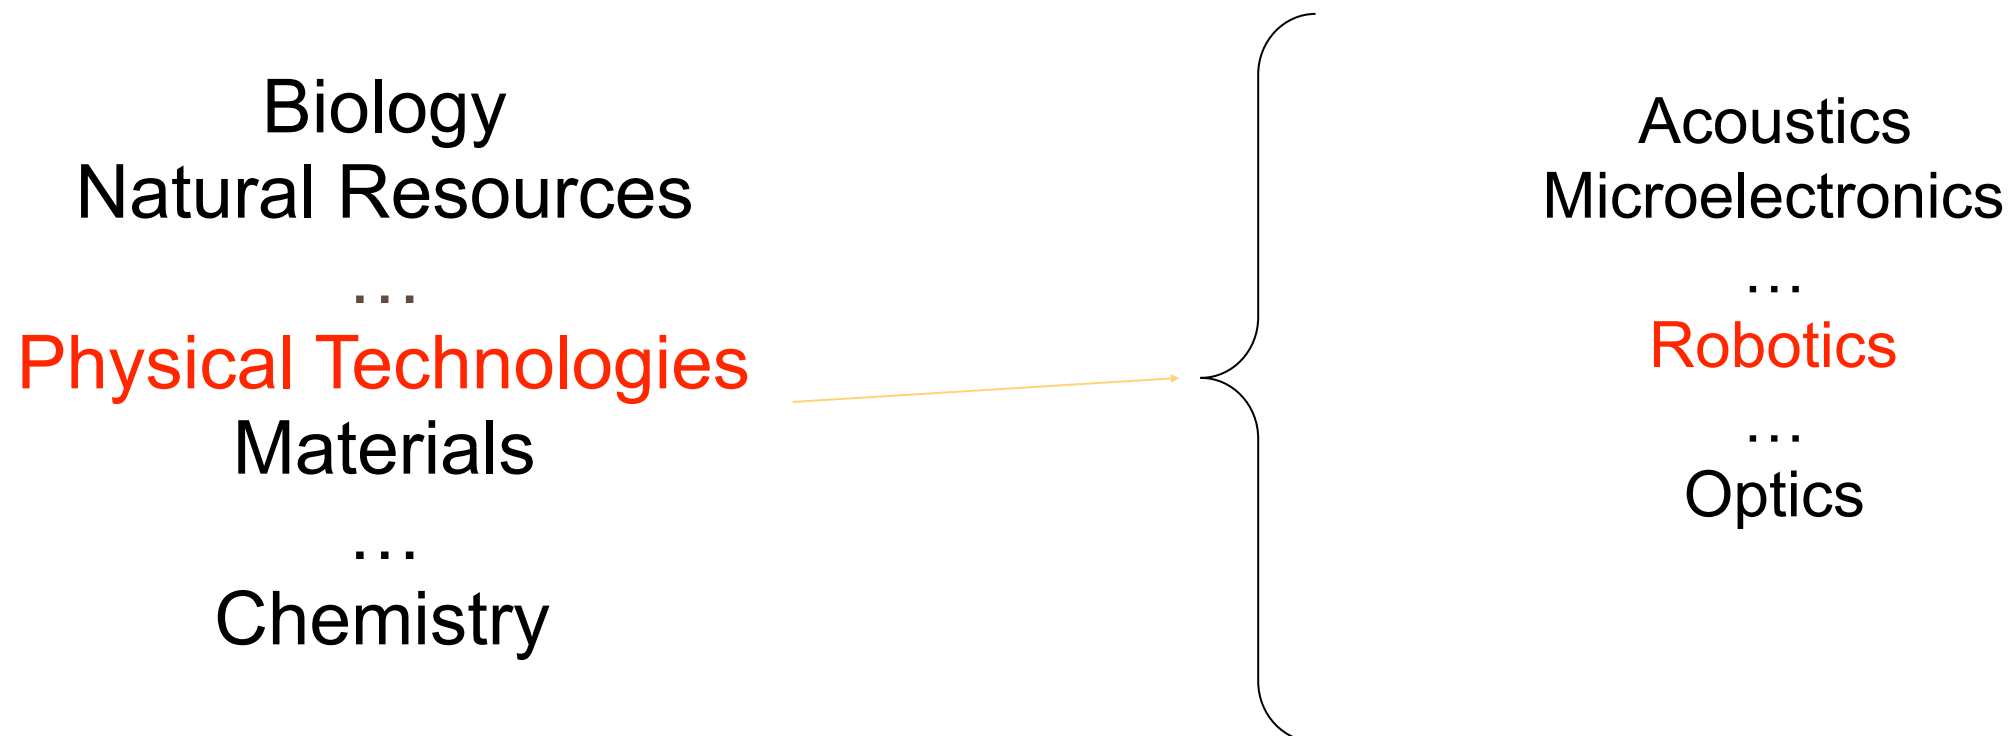 Biology
Natural Resources
…
Physical Technologies
Materials
…
Chemistry
Acoustics
Microelectronics
…
Robotics
…
Optics